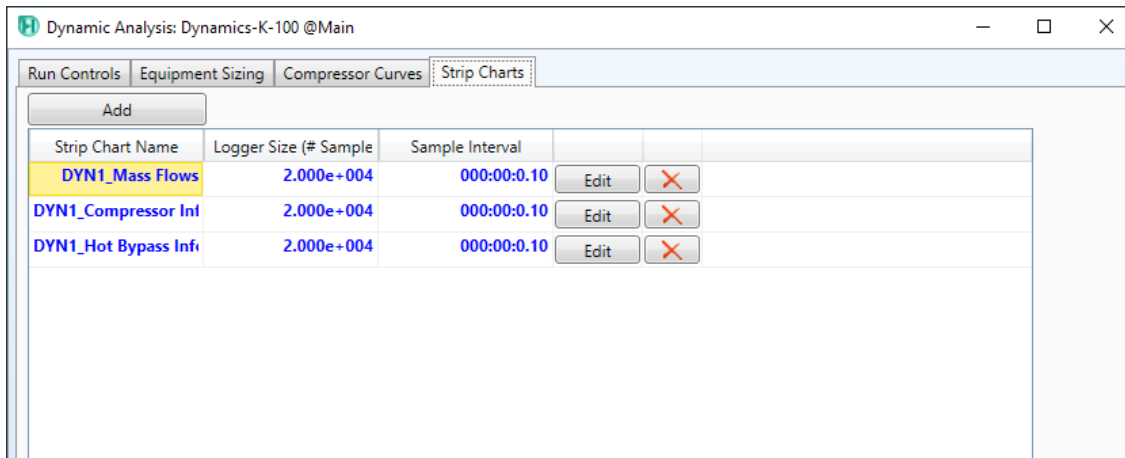 Dynamic Analysis: Dynamics-K-100 @Main
Run Controls Equipment Sizing Compressor Curves Strip Charts
Add
Strip Chart Name Logger Size (# Sample Sample Interval
DYN1_Mass Flows 2.000e+004 000:00:0.10 Edit
DYN1_Compressor Inf 2.000e+004 000:00:0.10 Edit
DYN1_Hot Bypass Info 2.000e+004 000:00:0.10 Edit